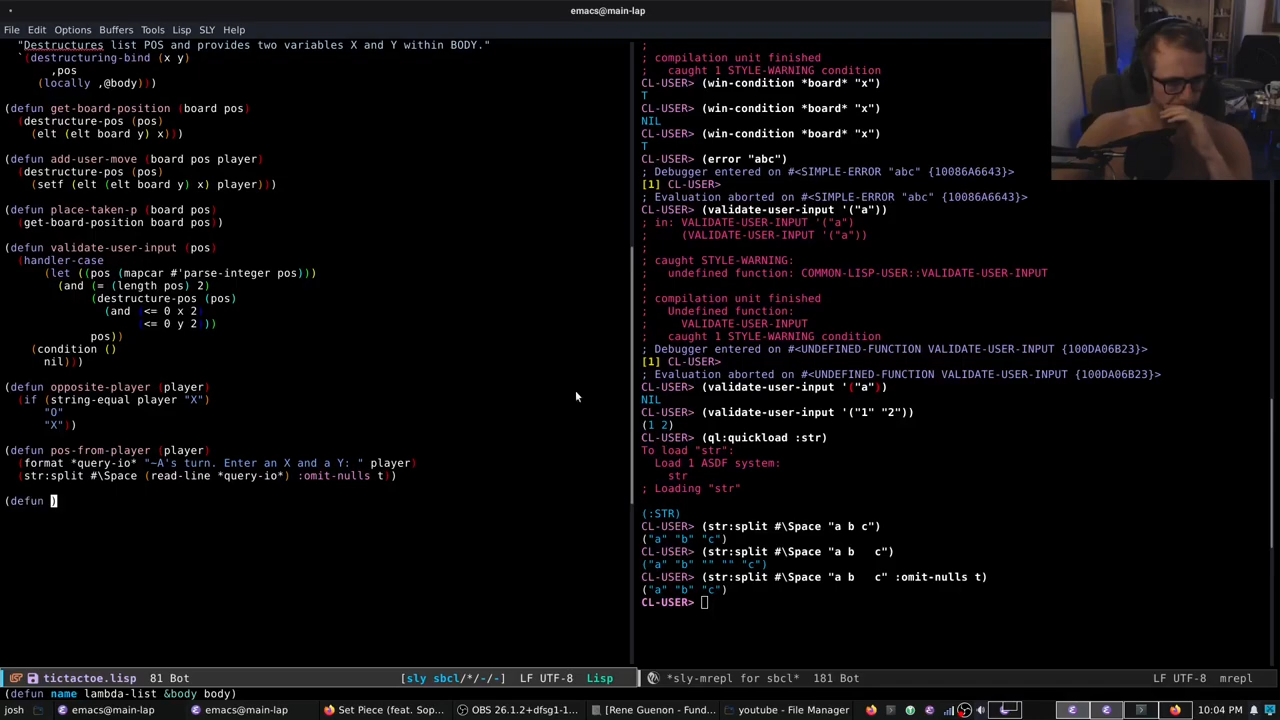 emacs@main-lap
File Edit Options Buffers Tools Lisp SLY Help
"Destructures list POS and provides two variables X and Y within BODY."
`(destructuring-bind (x y)
,pos
(locally ,@body)))
(defun get-board-position (board pos)
(destructure-pos (pos)
(elt (elt board y) x)))
(defun add-user-move (board pos player)
(destructure-pos (pos)
(setf (elt (elt board y) x) player)))
(defun place-taken-p (board pos)
(get-board-position board pos))
(defun validate-user-input (pos)
(handler-case
(let ((pos (mapcar #'parse-integer pos)))
(and (= (length pos) 2)
(destructure-pos (pos)
(and (<= 0 x 2)
(<= 0 y 2)))
pos))
(condition ()
nil)))
(defun opposite-player (player)
(if (string-equal player "X")
"O"
"X"))
(defun pos-from-player (player)
(format *query-io* "~A's turn. Enter an X and a Y: " player)
(str:split #\Space (read-line *query-io*) :omit-nulls t))
(defun )
tictactoe.lisp 81 Bot [sly sbcl/*/-/-] LF UTF-8 Lisp
;
; compilation unit finished
; caught 1 STYLE-WARNING condition
CL-USER> (win-condition *board* "x")
T
CL-USER> (win-condition *board* "x")
NIL
CL-USER> (win-condition *board* "x")
T
CL-USER> (error "abc")
; Debugger entered on #<SIMPLE-ERROR "abc" {10086A6643}>
[1] CL-USER>
; Evaluation aborted on #<SIMPLE-ERROR "abc" {10086A6643}>
CL-USER> (validate-user-input '("a"))
; in: VALIDATE-USER-INPUT '("a")
; (VALIDATE-USER-INPUT '("a"))
;
; caught STYLE-WARNING:
; undefined function: COMMON-LISP-USER::VALIDATE-USER-INPUT
;
; compilation unit finished
; Undefined function:
; VALIDATE-USER-INPUT
; caught 1 STYLE-WARNING condition
; Debugger entered on #<UNDEFINED-FUNCTION VALIDATE-USER-INPUT {100DA06B23}>
[1] CL-USER>
; Evaluation aborted on #<UNDEFINED-FUNCTION VALIDATE-USER-INPUT {100DA06B23}>
CL-USER> (validate-user-input '("a"))
NIL
CL-USER> (validate-user-input '("1" "2"))
(1 2)
CL-USER> (ql:quickload :str)
To load "str":
Load 1 ASDF system:
str
; Loading "str"
(:STR)
CL-USER> (str:split #\Space "a b c")
("a" "b" "c")
CL-USER> (str:split #\Space "a b   c")
("a" "b" "" "" "c")
CL-USER> (str:split #\Space "a b   c" :omit-nulls t)
("a" "b" "c")
CL-USER>
*sly-mrepl for sbcl* 181 Bot LF UTF-8 mrepl
(defun name lambda-list &body body)
josh emacs@main-lap emacs@main-lap Set Piece (feat. Sop... OBS 26.1.2+dfsg1-1... [Rene Guenon - Fund... youtube - File Manager 10:04 PM